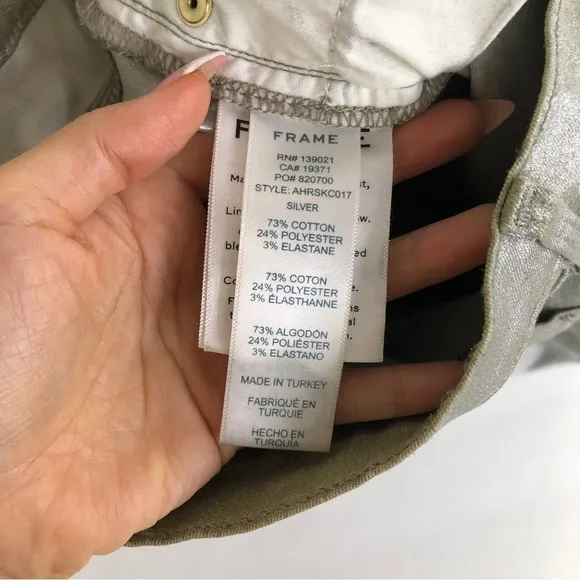 FRAME
RN# 139021
CA# 19371
PO# 820700
STYLE: AHRSKC017
SILVER
73% COTTON
24% POLYESTER
3% ELASTANE
73% COTON
24% POLYESTER
3% ÉLASTHANNE
73% ALGODÓN
24% POLIÉSTER
3% ELASTANO
MADE IN TURKEY
FABRIQUÉ EN
TURQUIE
HECHO EN
TURQUÍA